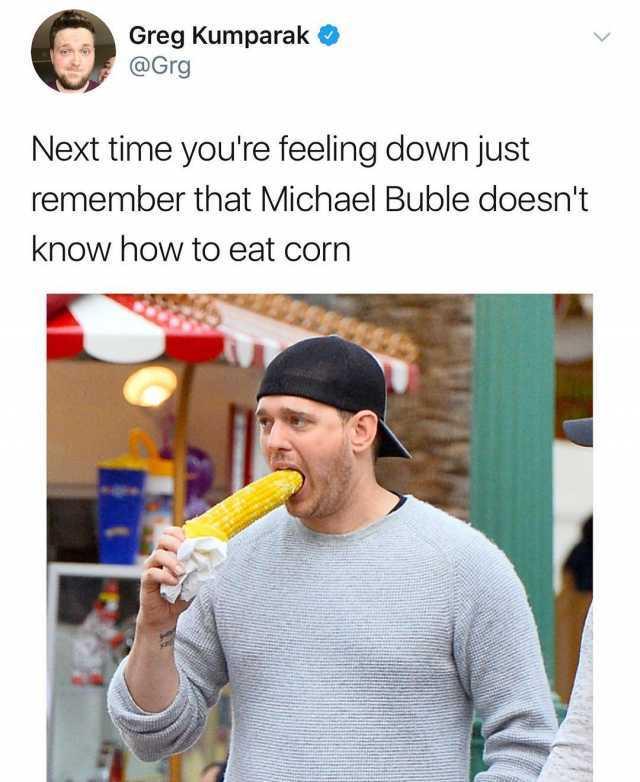 Greg Kumparak
@Grg
Next time you're feeling down just
remember that Michael Buble doesn't
know how to eat corn